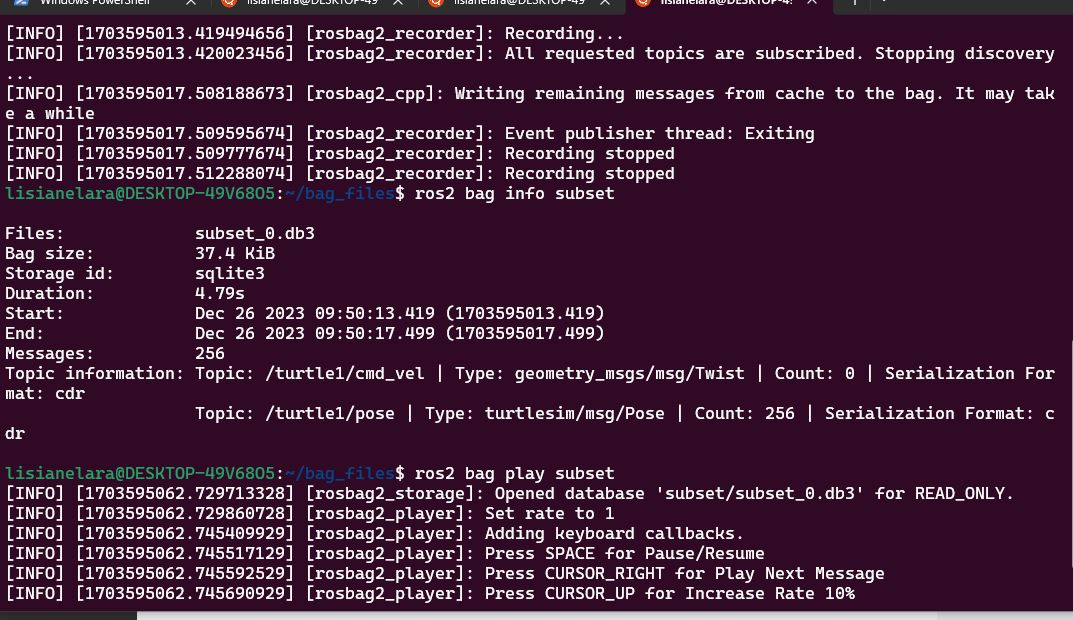 Windows PowerShell
lisianelara@DESKTOP-49
lisianelara@DESKTOP-49
lisianelara@DESKTOP-4
[INFO] [1703595013.419494656] [rosbag2_recorder]: Recording...
[INFO] [1703595013.420023456] [rosbag2_recorder]: All requested topics are subscribed. Stopping discovery
...
[INFO] [1703595017.508188673] [rosbag2_cpp]: Writing remaining messages from cache to the bag. It may tak
e a while
[INFO] [1703595017.509595674] [rosbag2_recorder]: Event publisher thread: Exiting
[INFO] [1703595017.509777674] [rosbag2_recorder]: Recording stopped
[INFO] [1703595017.512288074] [rosbag2_recorder]: Recording stopped
lisianelara@DESKTOP-49V68O5:~/bag_files$ ros2 bag info subset
Files:             subset_0.db3
Bag size:          37.4 KiB
Storage id:        sqlite3
Duration:          4.79s
Start:             Dec 26 2023 09:50:13.419 (1703595013.419)
End:               Dec 26 2023 09:50:17.499 (1703595017.499)
Messages:          256
Topic information: Topic: /turtle1/cmd_vel | Type: geometry_msgs/msg/Twist | Count: 0 | Serialization For
mat: cdr
                   Topic: /turtle1/pose | Type: turtlesim/msg/Pose | Count: 256 | Serialization Format: c
dr
lisianelara@DESKTOP-49V68O5:~/bag_files$ ros2 bag play subset
[INFO] [1703595062.729713328] [rosbag2_storage]: Opened database 'subset/subset_0.db3' for READ_ONLY.
[INFO] [1703595062.729860728] [rosbag2_player]: Set rate to 1
[INFO] [1703595062.745409929] [rosbag2_player]: Adding keyboard callbacks.
[INFO] [1703595062.745517129] [rosbag2_player]: Press SPACE for Pause/Resume
[INFO] [1703595062.745592529] [rosbag2_player]: Press CURSOR_RIGHT for Play Next Message
[INFO] [1703595062.745690929] [rosbag2_player]: Press CURSOR_UP for Increase Rate 10%